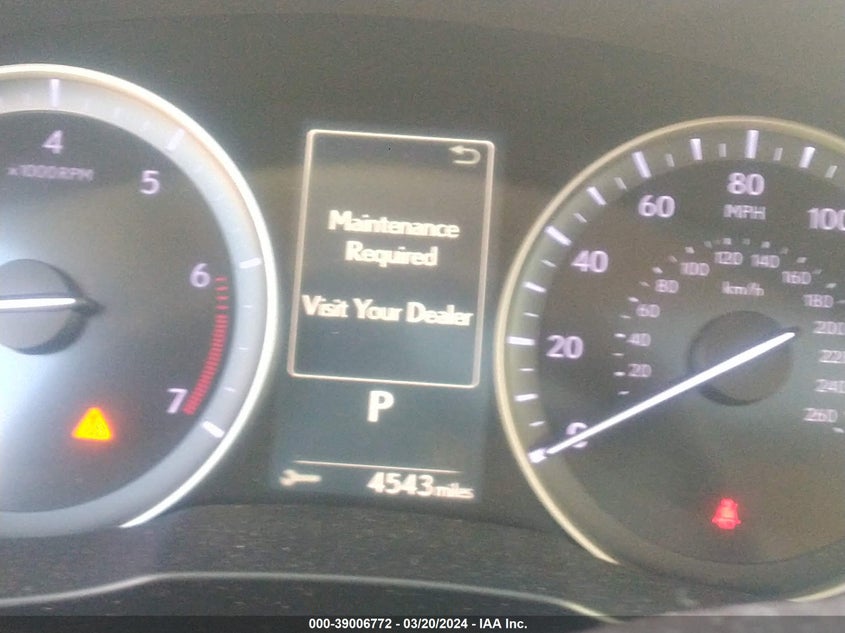 4
x1000RPM
5
6
7
Maintenance
Required
Visit Your Dealer
P
4543 miles
0
20
40
60
80
100
MPH
20
40
60
80
100
120
140
160
180
200
220
240
260
km/h
000-39006772 - 03/20/2024 - IAA Inc.